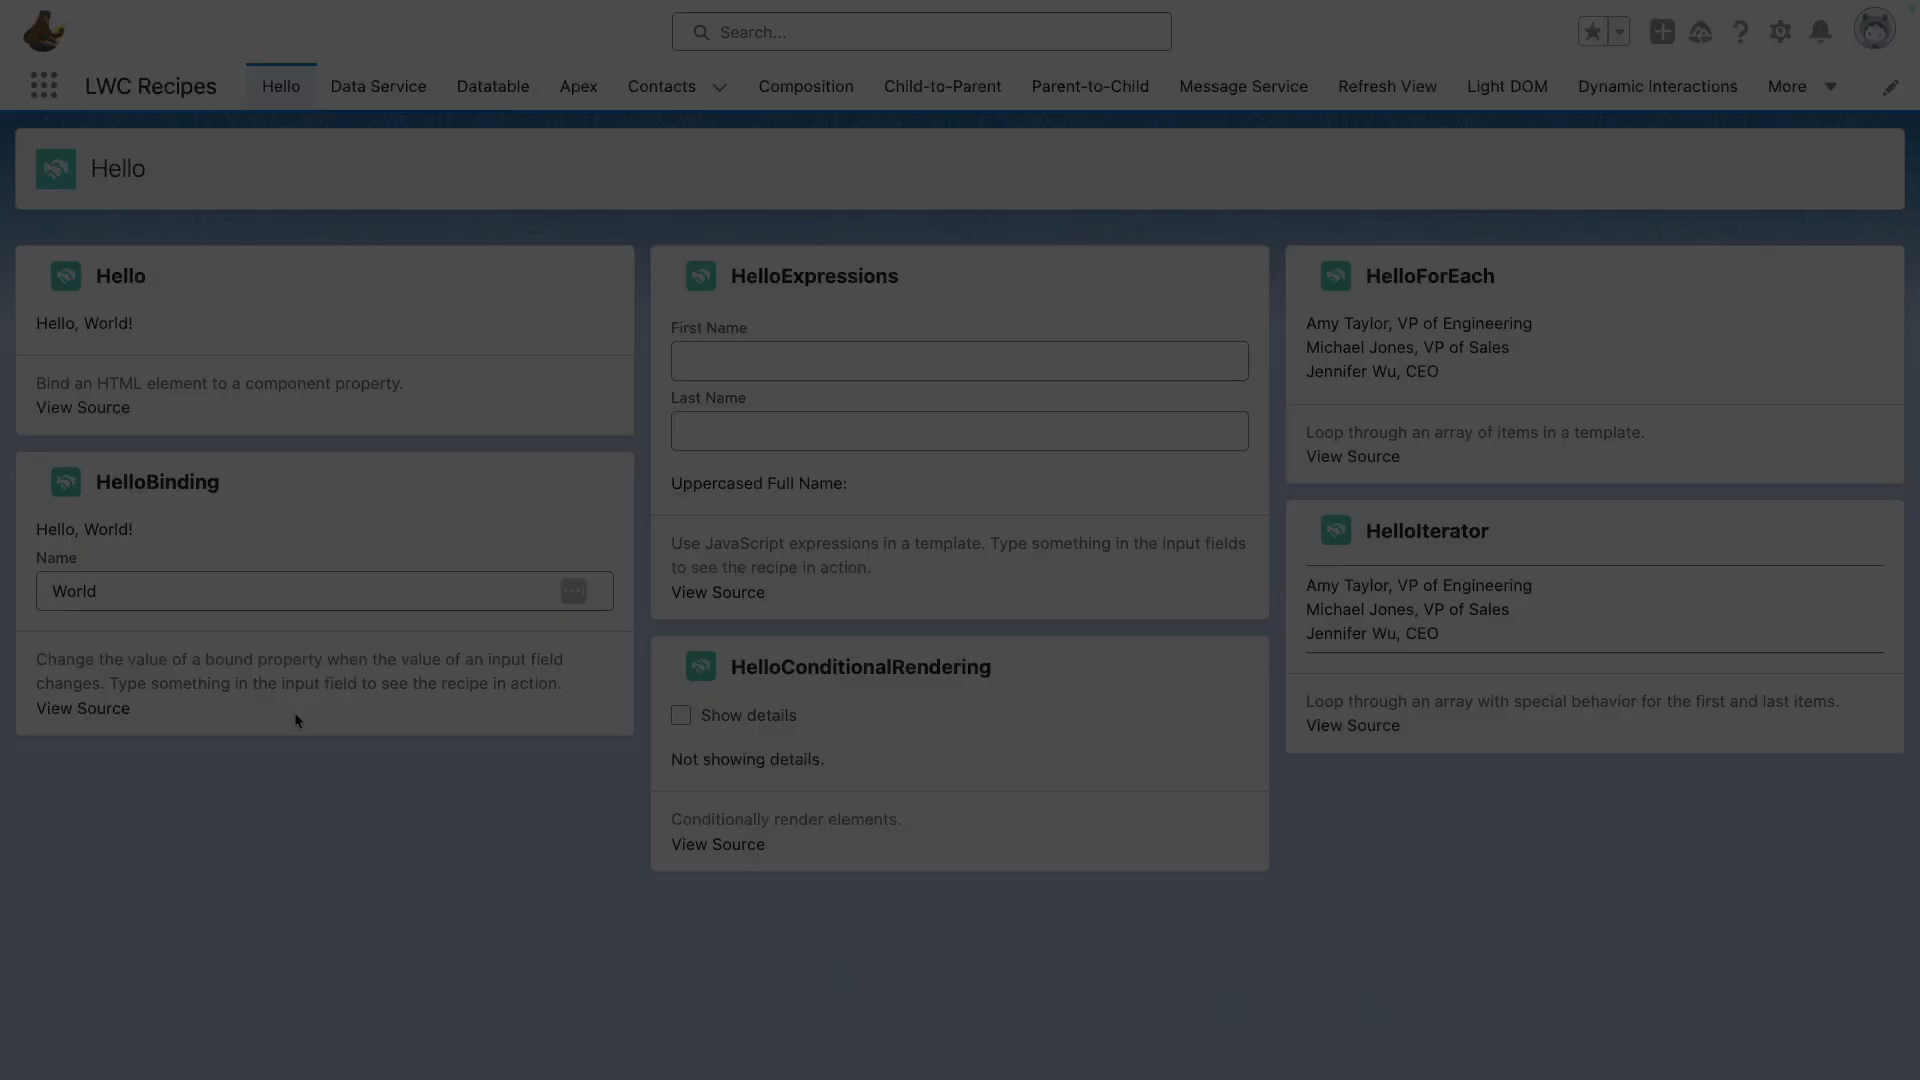 Search...
LWC Recipes
Hello
Data Service
Datatable
Apex
Contacts
Composition
Child-to-Parent
Parent-to-Child
Message Service
Refresh View
Light DOM
Dynamic Interactions
More
Hello
Hello
Hello, World!
Bind an HTML element to a component property.
View Source
HelloBinding
Hello, World!
Name
World
Change the value of a bound property when the value of an input field
changes. Type something in the input field to see the recipe in action.
View Source
HelloExpressions
First Name
Last Name
Uppercased Full Name:
Use JavaScript expressions in a template. Type something in the input fields
to see the recipe in action.
View Source
HelloConditionalRendering
Show details
Not showing details.
Conditionally render elements.
View Source
HelloForEach
Amy Taylor, VP of Engineering
Michael Jones, VP of Sales
Jennifer Wu, CEO
Loop through an array of items in a template.
View Source
HelloIterator
Amy Taylor, VP of Engineering
Michael Jones, VP of Sales
Jennifer Wu, CEO
Loop through an array with special behavior for the first and last items.
View Source